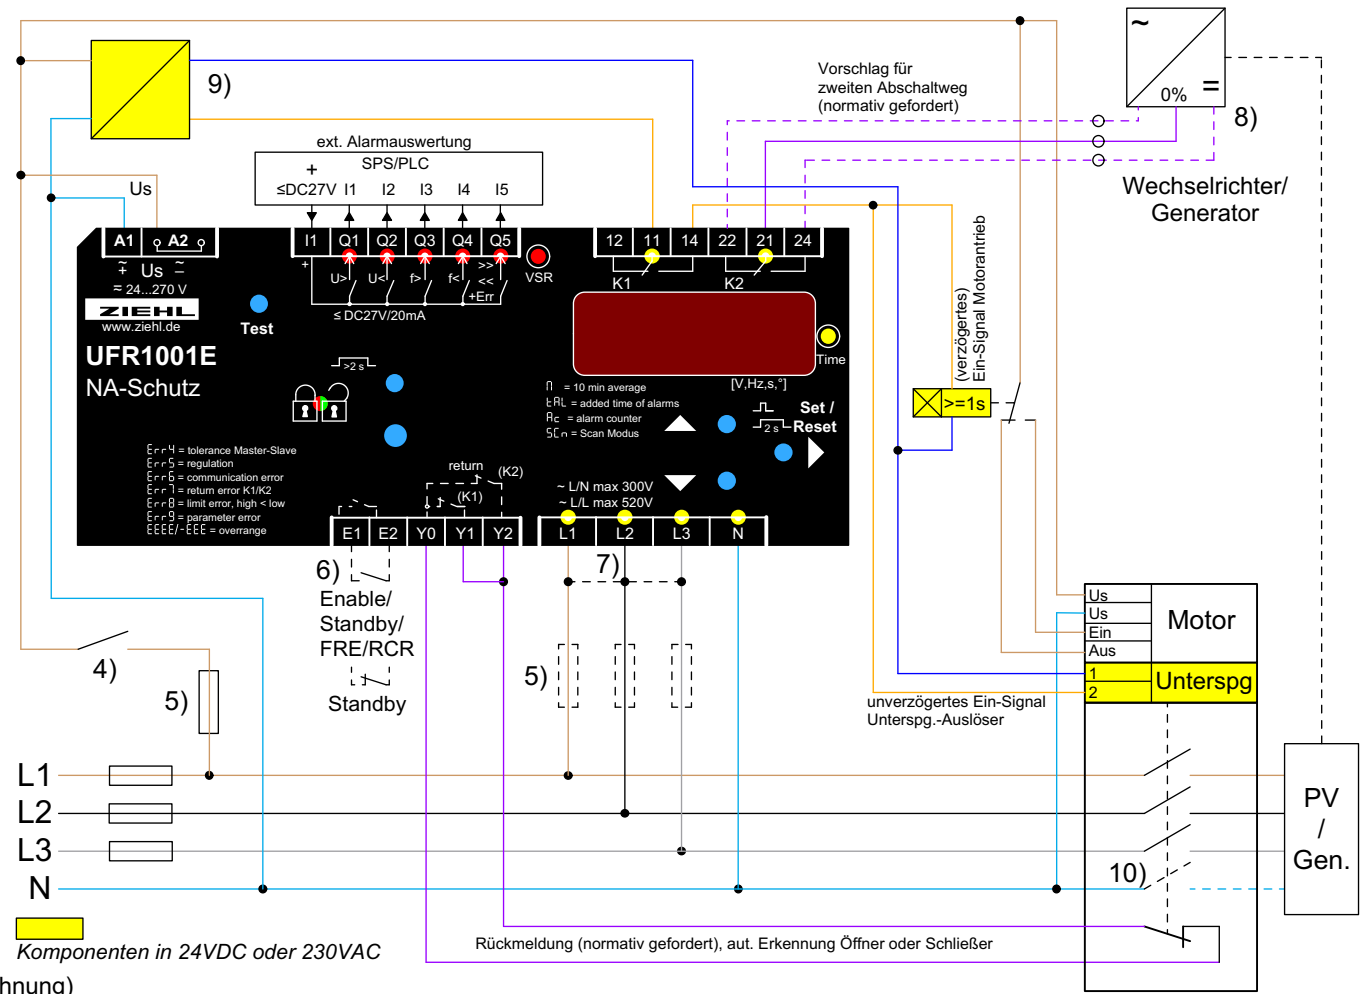 ~
=
0%
8)
9)
Vorschlag für
zweiten Abschaltweg
(normativ gefordert)
Wechselrichter/
Generator
ext. Alarmauswertung
SPS/PLC
+
≤DC27V I1 I2 I3 I4 I5
Us
A1 A2
I1 Q1 Q2 Q3 Q4 Q5
12 11 14 22 21 24
~ Us ~
+ –
≂ 24...270 V
+
U> U< f> f< >>
<<
+Err
≤ DC27V/20mA
VSR
K1 K2
ZIEHL
www.ziehl.de
Test
UFR1001E
NA-Schutz
>2 s
Time
[V,Hz,s,°]
n = 10 min average
tAL = added time of alarms
Ac = alarm counter
SCn = Scan Modus
2 s
Set /
Reset
(verzögertes)
Ein-Signal Motorantrieb
>=1s
Err4 = tolerance Master-Slave
Err5 = regulation
Err6 = communication error
Err7 = return error K1/K2
Err8 = limit error, high < low
Err9 = parameter error
EEEE/-EEE = overrange
return
(K2)
(K1)
~ L/N max 300V
~ L/L max 520V
E1 E2 Y0 Y1 Y2
L1 L2 L3 N
6)
Enable/
Standby/
FRE/RCR
Standby
7)
5)
4)
5)
Us
Us
Ein
Aus
Motor
1
2
Unterspg
unverzögertes Ein-Signal
Unterspg.-Auslöser
L1
L2
L3
N
10)
PV
/
Gen.
Komponenten in 24VDC oder 230VAC
Rückmeldung (normativ gefordert), aut. Erkennung Öffner oder Schließer
hnung)